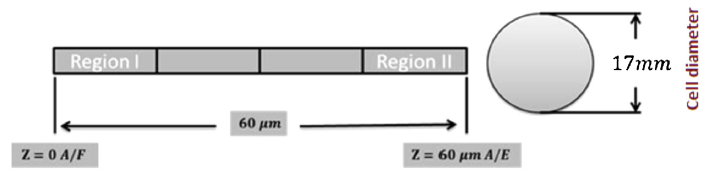 Region I
Region II
17mm
Cell diameter
60 μm
Z = 0 A/F
Z = 60 μm A/E